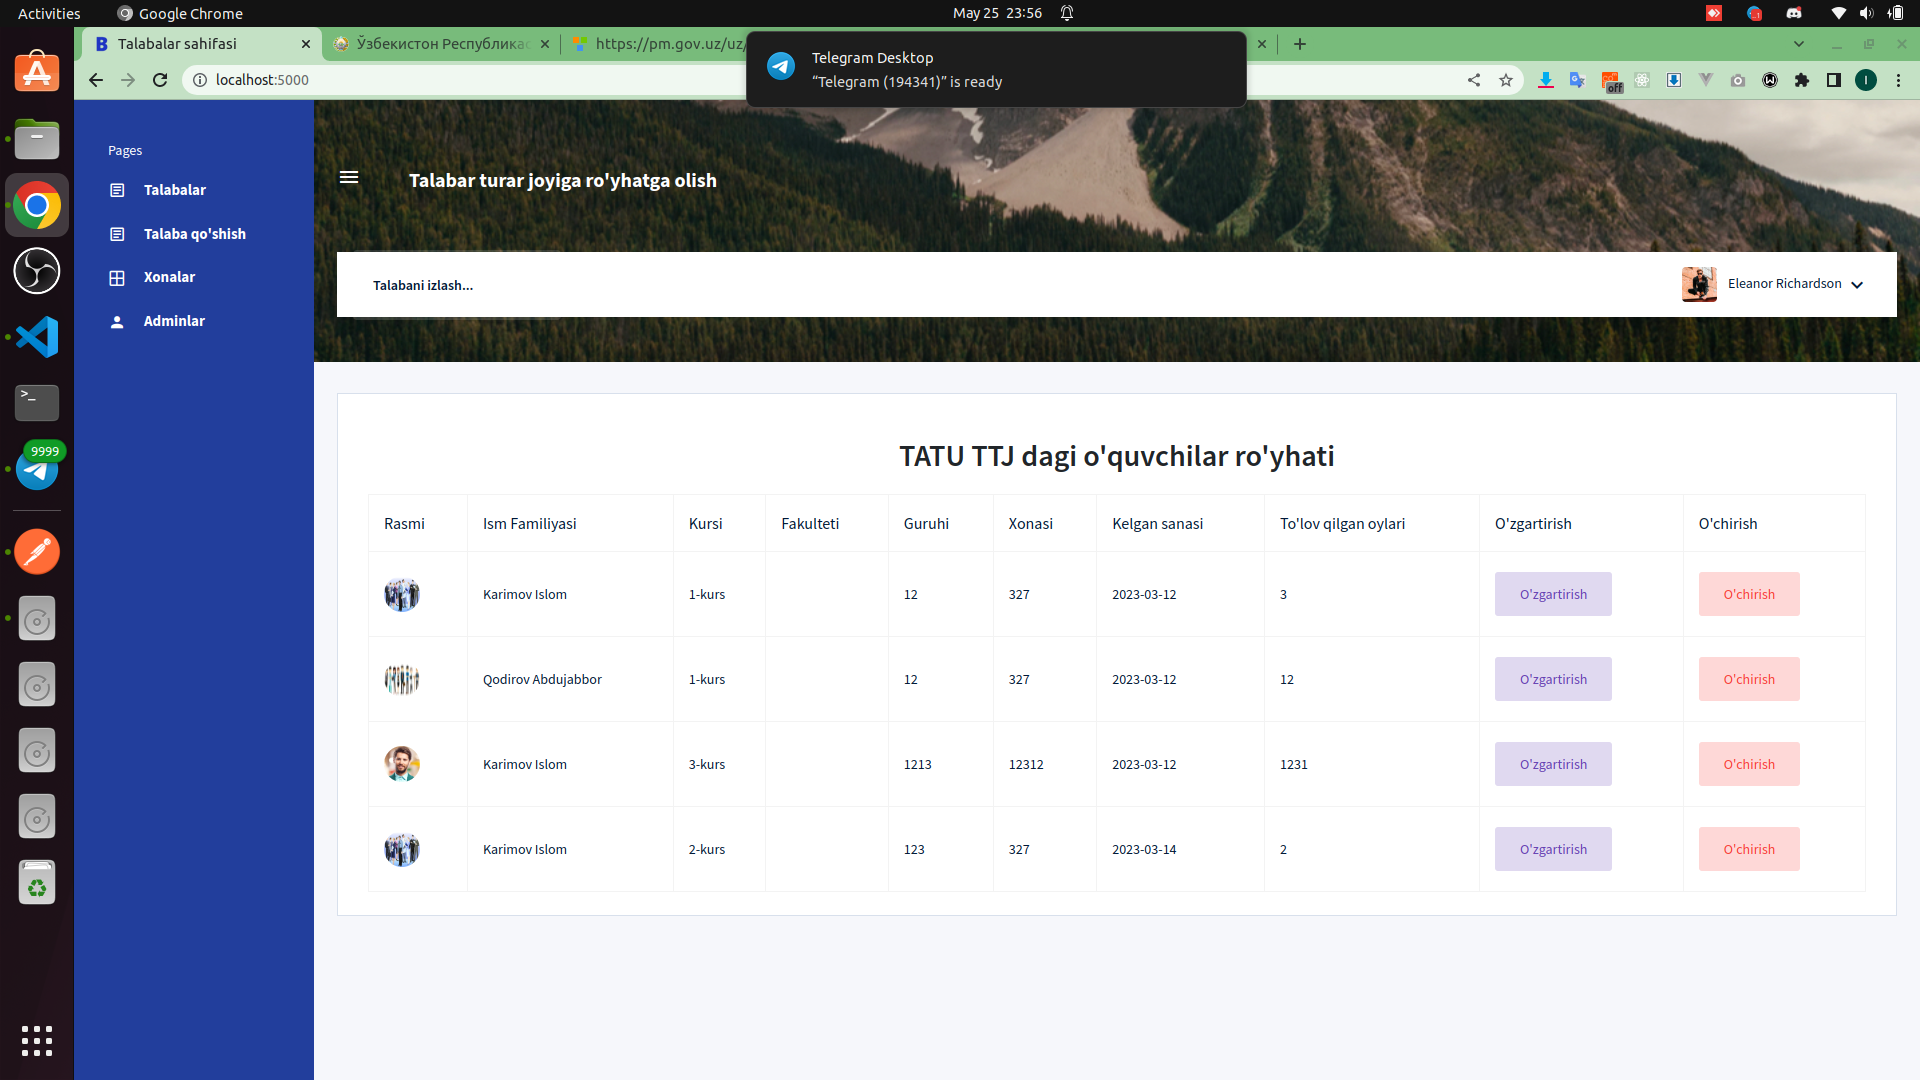 Activities
Google Chrome
May 25 23:56
Talabalar sahifasi
Ўзбекистон Республикас
https://pm.gov.uz/uz/
Telegram Desktop
“Telegram (194341)” is ready
localhost:5000
off
I
9999
Pages
Talabalar
Talaba qo'shish
Xonalar
Adminlar
Talabar turar joyiga ro'yhatga olish
Talabani izlash...
Eleanor Richardson
TATU TTJ dagi o'quvchilar ro'yhati
Rasmi Ism Familiyasi Kursi Fakulteti Guruhi Xonasi Kelgan sanasi To'lov qilgan oylari O'zgartirish O'chirish
Karimov Islom 1-kurs 12 327 2023-03-12 3 O'zgartirish O'chirish
Qodirov Abdujabbor 1-kurs 12 327 2023-03-12 12 O'zgartirish O'chirish
Karimov Islom 3-kurs 1213 12312 2023-03-12 1231 O'zgartirish O'chirish
Karimov Islom 2-kurs 123 327 2023-03-14 2 O'zgartirish O'chirish